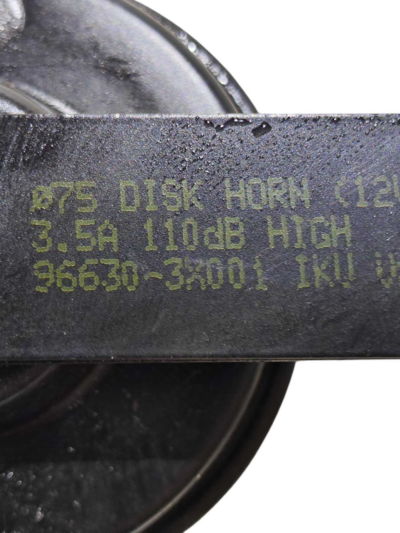 ø75 DISK HORN (12V
3.5A 110dB HIGH
96630-3X001 IKU